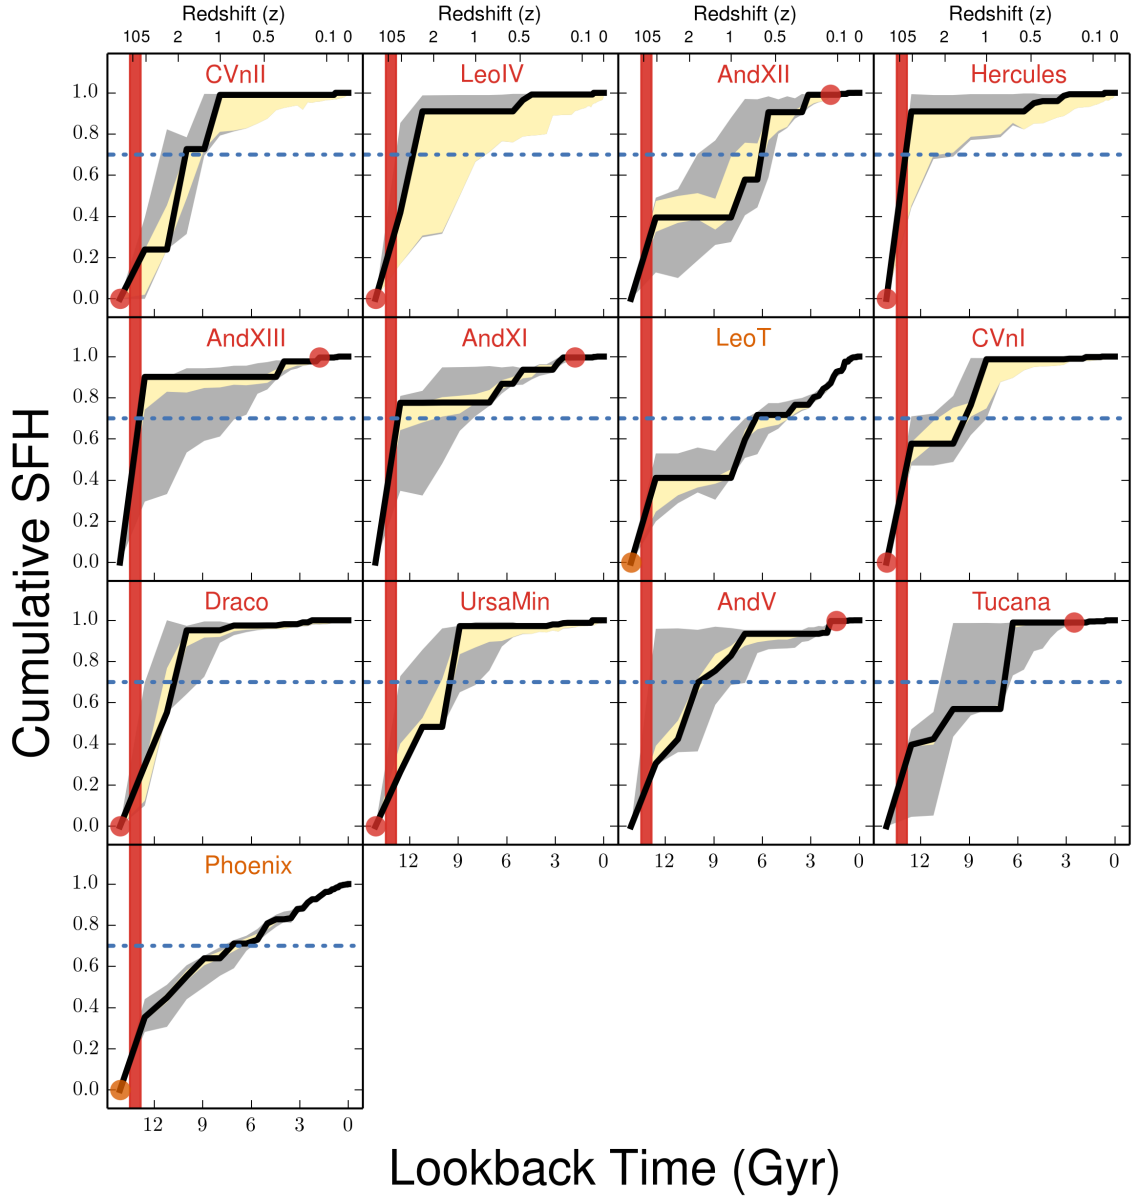 Redshift (z) Redshift (z) Redshift (z) Redshift (z)
105 2 1 0.5 0.1 0 105 2 1 0.5 0.1 0 105 2 1 0.5 0.1 0 105 2 1 0.5 0.1 0
CVnII LeoIV AndXII Hercules
1.0
0.8
0.6
0.4
0.2
0.0
AndXIII AndXI LeoT CVnI
1.0
0.8
0.6
0.4
0.2
0.0
Cumulative SFH
Draco UrsaMin AndV Tucana
1.0
0.8
0.6
0.4
0.2
0.0
12 9 6 3 0 12 9 6 3 0 12 9 6 3 0
Phoenix
1.0
0.8
0.6
0.4
0.2
0.0
12 9 6 3 0
Lookback Time (Gyr)